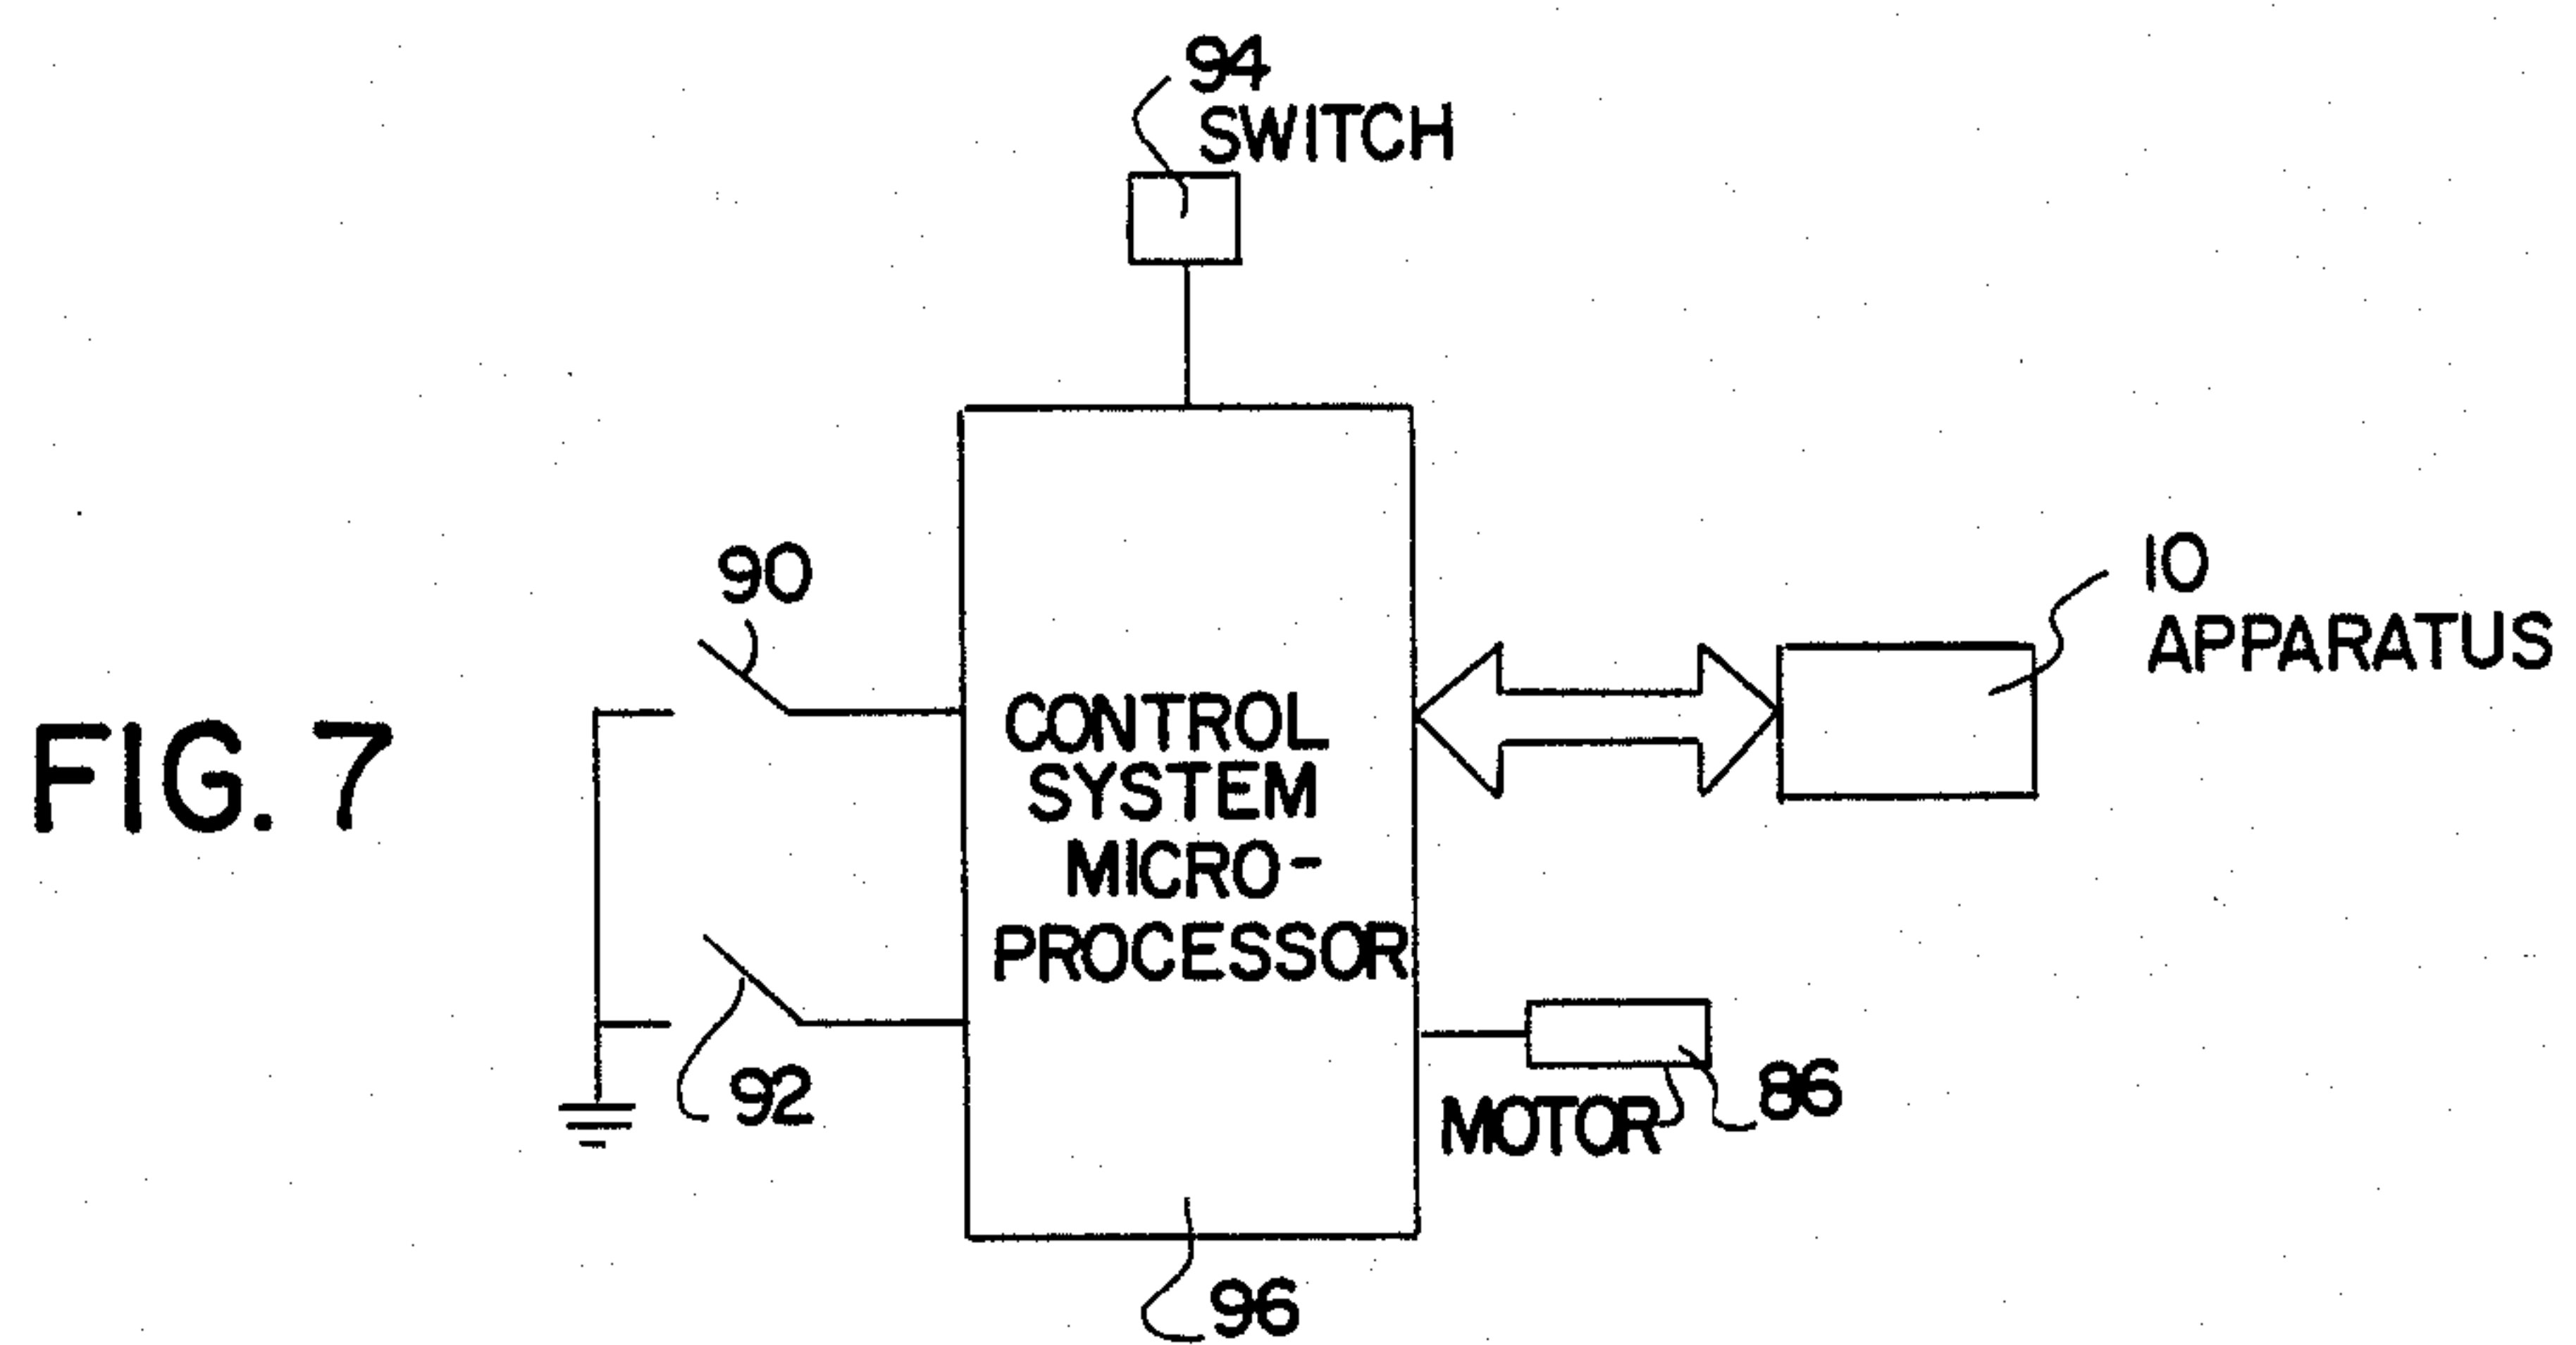 94
SWITCH
90
10
APPARATUS
FIG. 7
CONTROL
SYSTEM
MICRO-
PROCESSOR
92
MOTOR
86
96